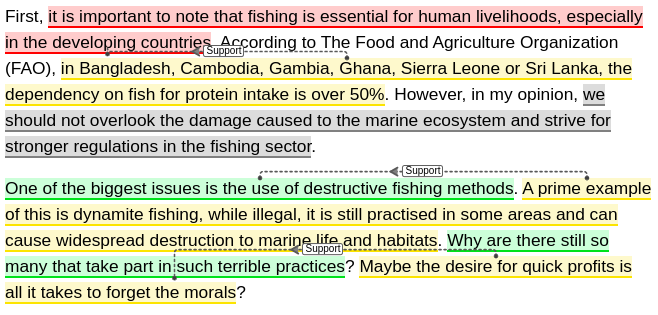 First, it is important to note that fishing is essential for human livelihoods, especially
in the developing countries. According to The Food and Agriculture Organization
Support
(FAO), in Bangladesh, Cambodia, Gambia, Ghana, Sierra Leone or Sri Lanka, the
dependency on fish for protein intake is over 50%. However, in my opinion, we
should not overlook the damage caused to the marine ecosystem and strive for
stronger regulations in the fishing sector.
Support
One of the biggest issues is the use of destructive fishing methods. A prime example
of this is dynamite fishing, while illegal, it is still practised in some areas and can
cause widespread destruction to marine life and habitats. Why are there still so
Support
many that take part in such terrible practices? Maybe the desire for quick profits is
all it takes to forget the morals?